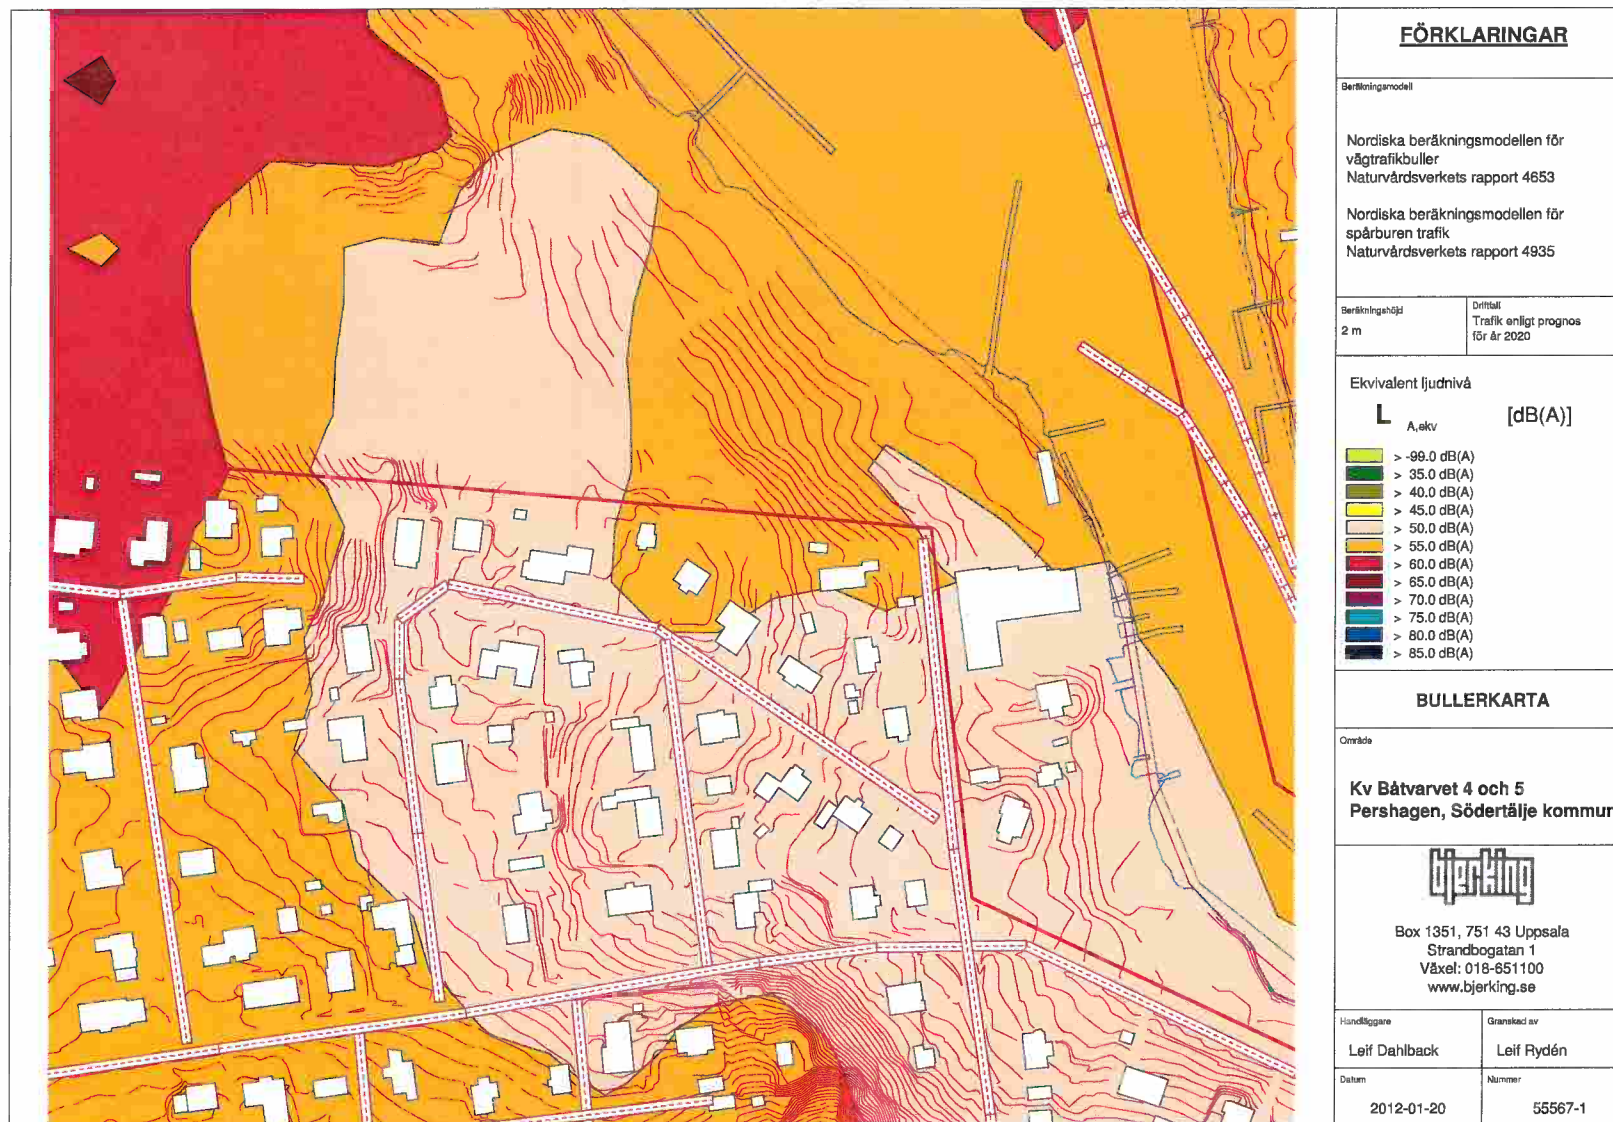 FÖRKLARINGAR
Beräkningsmodell
Nordiska beräkningsmodellen för
vägtrafikbuller
Naturvårdsverkets rapport 4653
Nordiska beräkningsmodellen för
spårburen trafik
Naturvårdsverkets rapport 4935
Beräkningshöjd
2 m
Driftfall
Trafik enligt prognos
för år 2020
Ekvivalent ljudnivå
L A,ekv [dB(A)]
> -99.0 dB(A)
> 35.0 dB(A)
> 40.0 dB(A)
> 45.0 dB(A)
> 50.0 dB(A)
> 55.0 dB(A)
> 60.0 dB(A)
> 65.0 dB(A)
> 70.0 dB(A)
> 75.0 dB(A)
> 80.0 dB(A)
> 85.0 dB(A)
BULLERKARTA
Område
Kv Båtvarvet 4 och 5
Pershagen, Södertälje kommun
bjerking
Box 1351, 751 43 Uppsala
Strandbogatan 1
Växel: 018-651100
www.bjerking.se
Handläggare
Leif Dahlback
Granskad av
Leif Rydén
Datum
2012-01-20
Nummer
55567-1